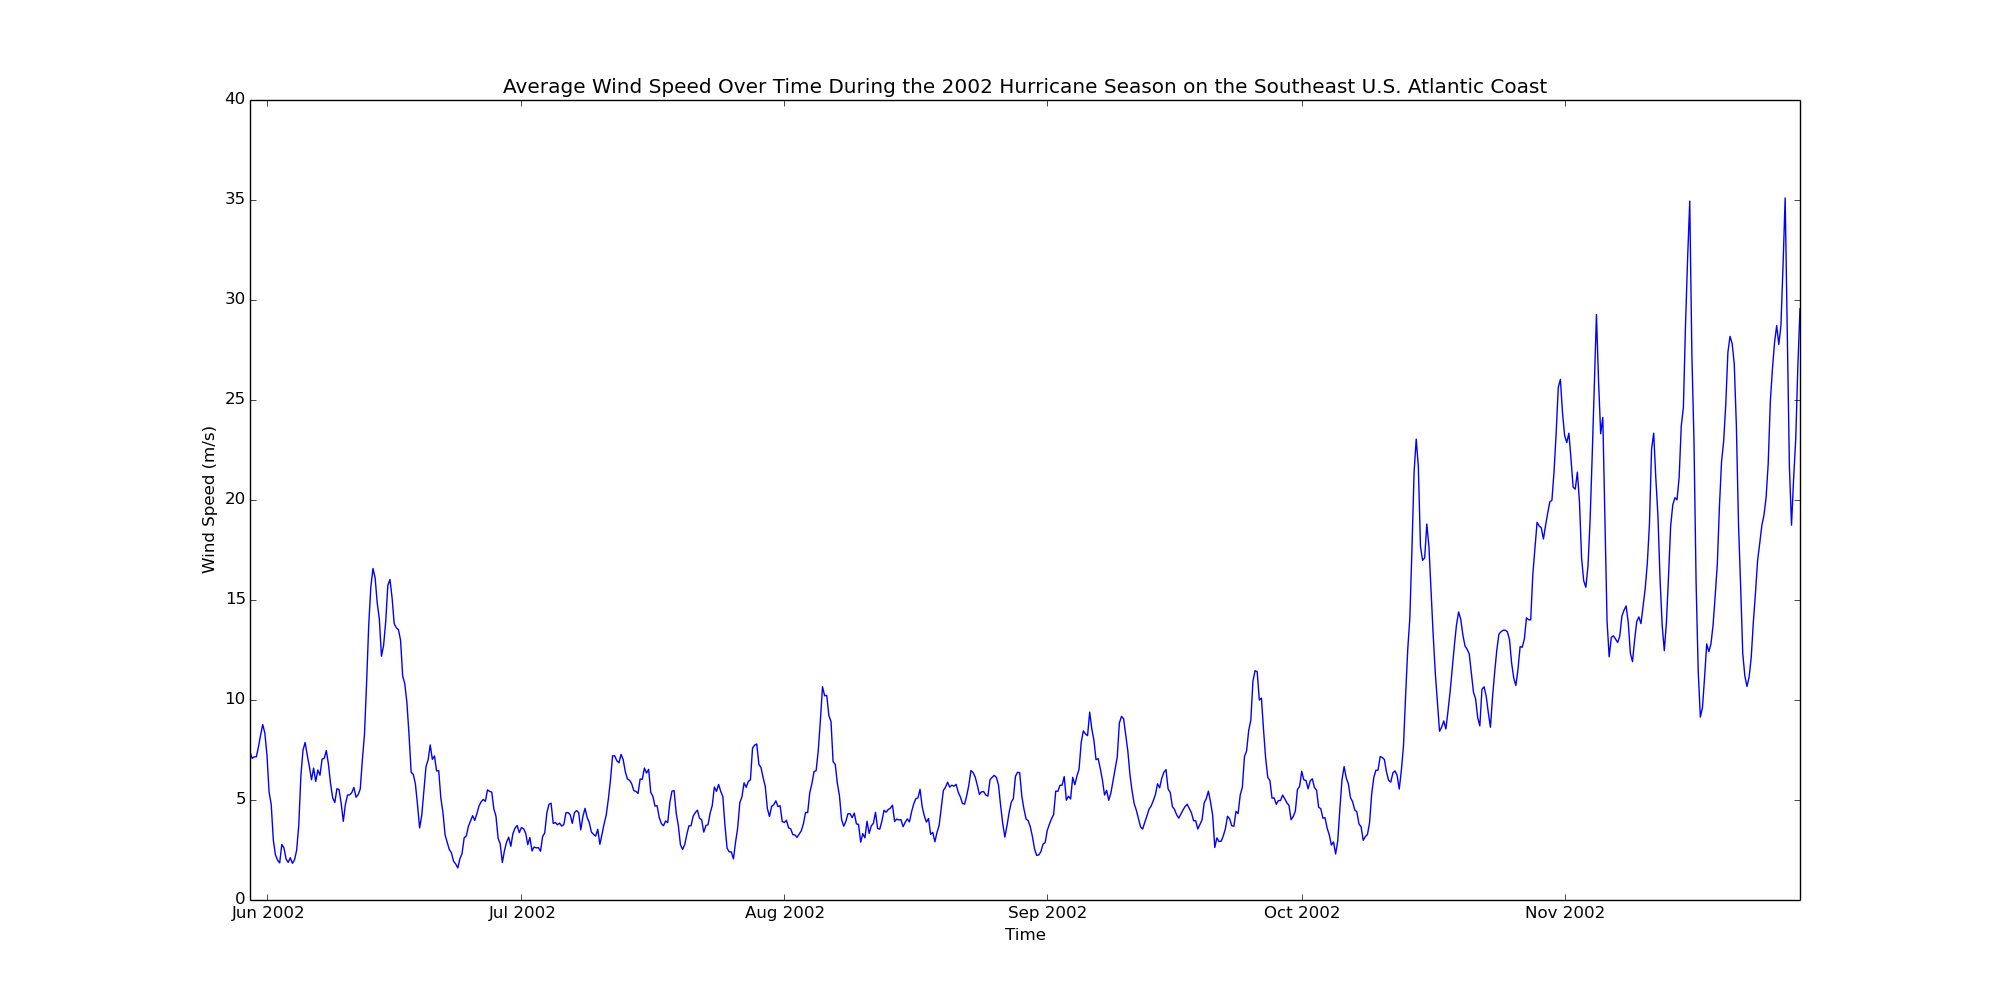 Average Wind Speed Over Time During the 2002 Hurricane Season on the Southeast U.S. Atlantic Coast
40
35
30
25
20
15
10
5
0
Wind Speed (m/s)
Jun 2002 Jul 2002 Aug 2002 Sep 2002 Oct 2002 Nov 2002
Time